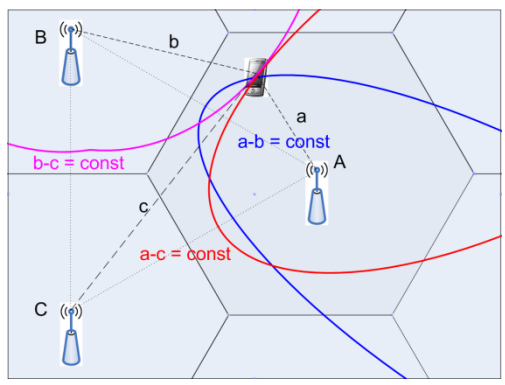 B
b
a
a-b = const
A
b-c = const
c
a-c = const
C